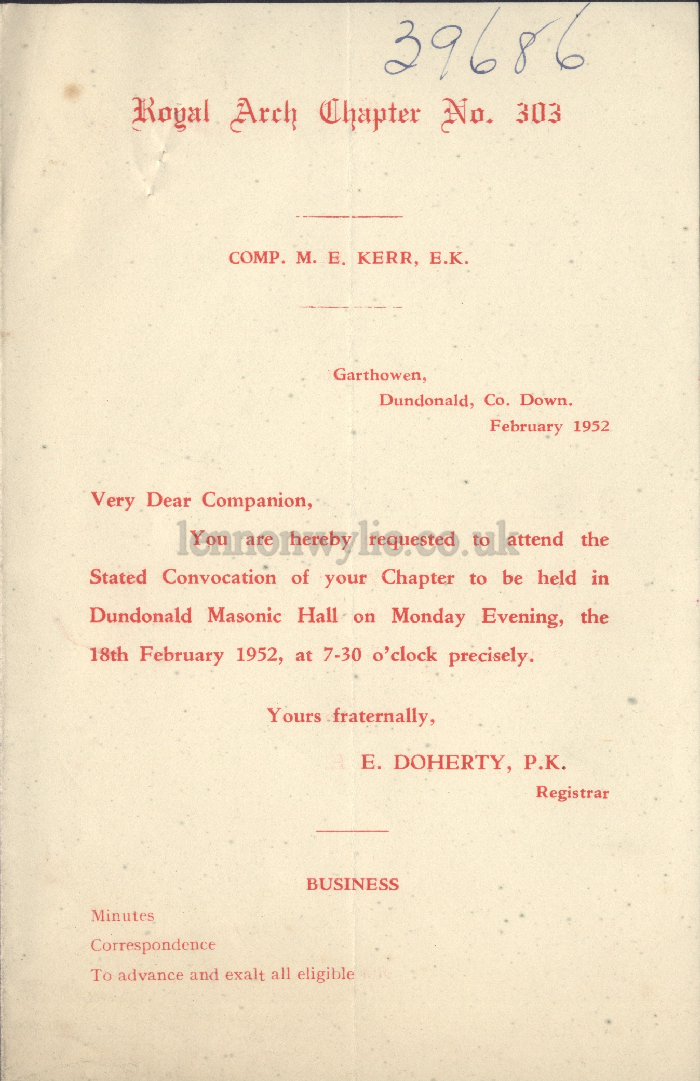 39686
Royal Arch Chapter No. 303
COMP. M. E. KERR, E.K.
Garthowen,
Dundonald, Co. Down.
February 1952
Very Dear Companion,
You are hereby requested to attend the
lennonwylie.co.uk
Stated Convocation of your Chapter to be held in
Dundonald Masonic Hall on Monday Evening, the
18th February 1952, at 7-30 o'clock precisely.
Yours fraternally,
E. DOHERTY, P.K.
Registrar
BUSINESS
Minutes
Correspondence
To advance and exalt all eligible